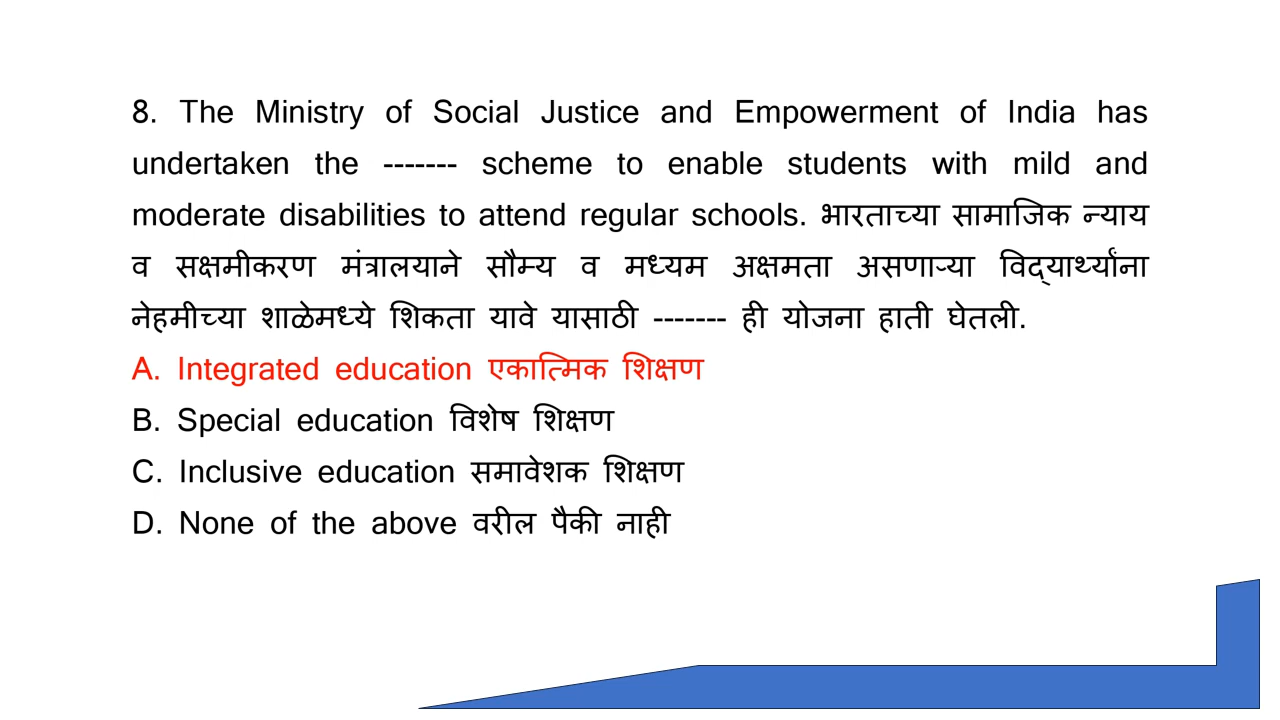 8. The Ministry of Social Justice and Empowerment of India has
undertaken the ------- scheme to enable students with mild and
moderate disabilities to attend regular schools. भारताच्या सामाजिक न्याय
व सक्षमीकरण मंत्रालयाने सौम्य व मध्यम अक्षमता असणाऱ्या विद्‌यार्थ्यांना
नेहमीच्या शाळेमध्ये शिकता यावे यासाठी ------- ही योजना हाती घेतली.
A. Integrated education एकात्मिक शिक्षण
B. Special education विशेष शिक्षण
C. Inclusive education समावेशक शिक्षण
D. None of the above वरील पैकी नाही